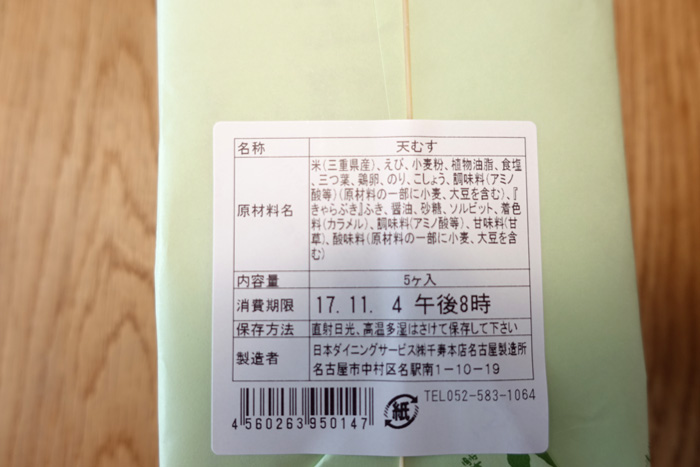 名称 天むす
原材料名
米(三重県産)、えび、小麦粉、植物油脂、食塩
、三つ葉、鶏卵、のり、こしょう、調味料(アミノ
酸等)(原材料の一部に小麦、大豆を含む)、『
きゃらぶき』ふき、醤油、砂糖、ソルビット、着色
料(カラメル)、調味料(アミノ酸等)、甘味料(甘
草)、酸味料(原材料の一部に小麦、大豆を含
む)
内容量 5ヶ入
消費期限 17.11. 4 午後8時
保存方法 直射日光、高温多湿はさけて保存して下さい
製造者
日本ダイニングサービス㈱千寿本店名古屋製造所
名古屋市中村区名駅南1-10-19
4560263950147
紙
TEL052-583-1064